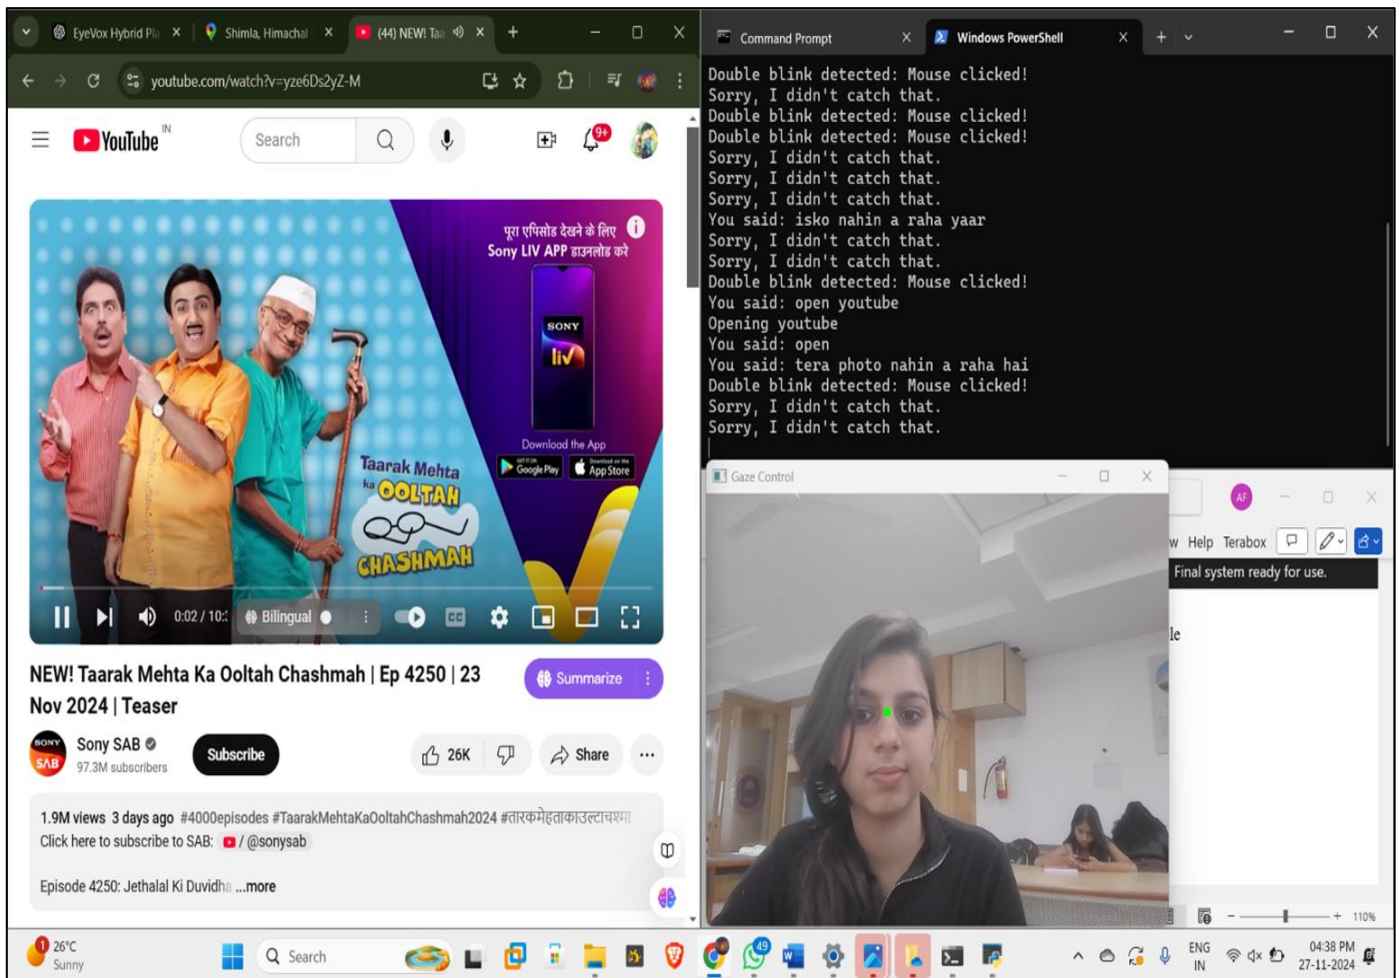 EyeVox Hybrid Pla
Shimla, Himachal
(44) NEW! Taa
youtube.com/watch?v=yze6Ds2yZ-M
YouTube IN
Search
9+
पूरा एपिसोड देखने के लिए
Sony LIV APP डाउनलोड करे
SONY
liv
Download the App
GET IT ON
Google Play
Download on the
App Store
Taarak Mehta
ka OOLTAH
CHASHMAH
0:02 / 10:
Bilingual
CC
NEW! Taarak Mehta Ka Ooltah Chashmah | Ep 4250 | 23
Nov 2024 | Teaser
Summarize
SONY
SAB
Sony SAB
97.3M subscribers
Subscribe
26K
Share
1.9M views 3 days ago #4000episodes #TaarakMehtaKaOoltahChashmah2024 #तारकमेहताकाउल्टाचश्मा
Click here to subscribe to SAB: / @sonysab
Episode 4250: Jethalal Ki Duvidha ...more
Command Prompt
Windows PowerShell
Double blink detected: Mouse clicked!
Sorry, I didn't catch that.
Double blink detected: Mouse clicked!
Double blink detected: Mouse clicked!
Sorry, I didn't catch that.
Sorry, I didn't catch that.
Sorry, I didn't catch that.
You said: isko nahin a raha yaar
Sorry, I didn't catch that.
Sorry, I didn't catch that.
Double blink detected: Mouse clicked!
You said: open youtube
Opening youtube
You said: open
You said: tera photo nahin a raha hai
Double blink detected: Mouse clicked!
Sorry, I didn't catch that.
Sorry, I didn't catch that.
Gaze Control
AF
w Help Terabox
Final system ready for use.
le
110%
1
26°C
Sunny
Search
49
ENG
IN
04:38 PM
27-11-2024